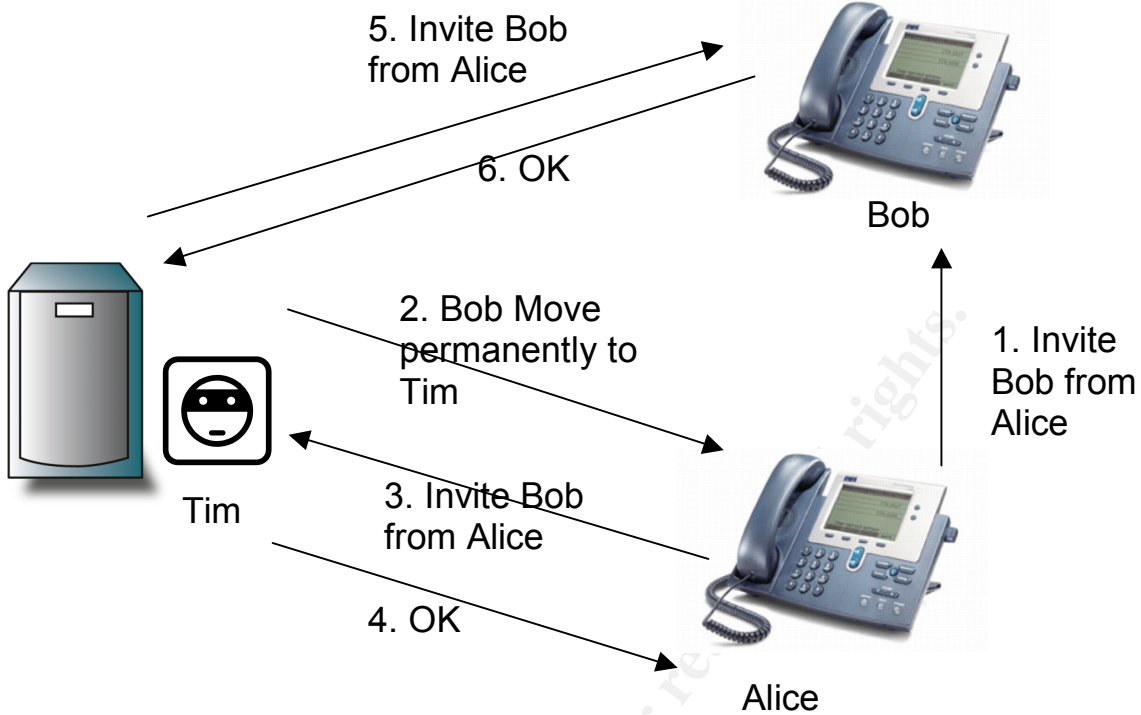 5. Invite Bob
from Alice
6. OK
Bob
2. Bob Move
permanently to
Tim
1. Invite
Bob from
Alice
Tim
3. Invite Bob
from Alice
4. OK
Alice
rights.